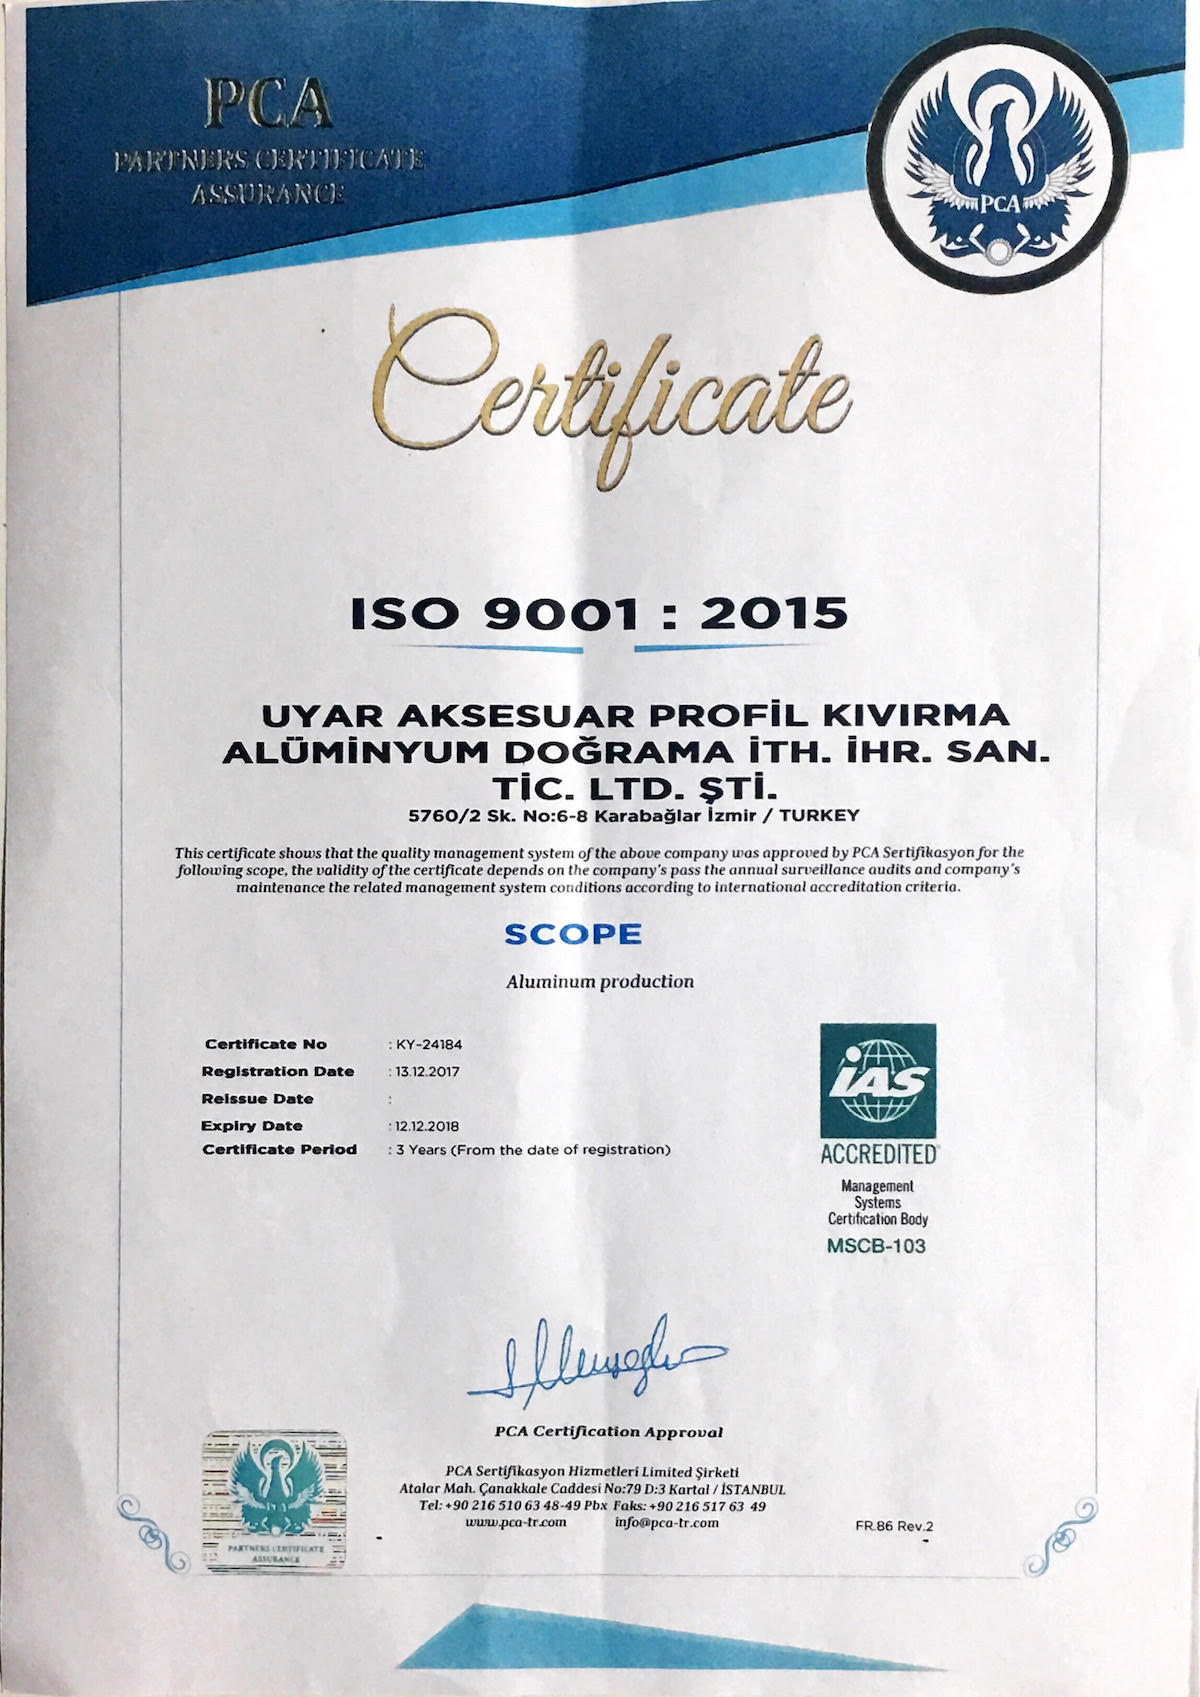 PCA
PARTNERS CERTIFICATE
ASSURANCE
PCA
Certificate
ISO 9001 : 2015
UYAR AKSESUAR PROFİL KIVIRMA
ALÜMİNYUM DOĞRAMA İTH. İHR. SAN.
TİC. LTD. ŞTİ.
5760/2 Sk. No:6-8 Karabağlar İzmir / TURKEY
This certificate shows that the quality management system of the above company was approved by PCA Sertifikasyon for the
following scope, the validity of the certificate depends on the company's pass the annual surveillance audits and company's
maintenance the related management system conditions according to international accreditation criteria.
SCOPE
Aluminum production
Certificate No : KY-24184
Registration Date : 13.12.2017
Reissue Date :
Expiry Date : 12.12.2018
Certificate Period : 3 Years (From the date of registration)
IAS
ACCREDITED
Management
Systems
Certification Body
MSCB-103
PCA Certification Approval
PCA Sertifikasyon Hizmetleri Limited Şirketi
Atalar Mah. Çanakkale Caddesi No:79 D:3 Kartal / İSTANBUL
Tel: +90 216 510 63 48-49 Pbx Faks: +90 216 517 63 49
www.pca-tr.com info@pca-tr.com
FR.86 Rev.2
PARTNERS CERTIFICATE
ASSURANCE